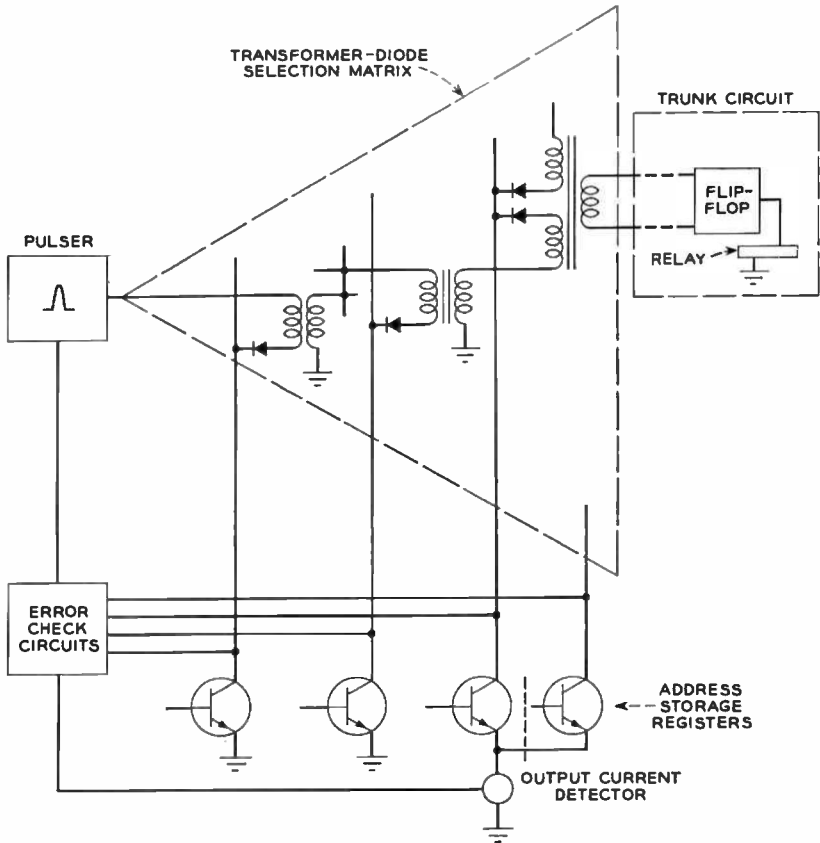 TRANSFORMER-DIODE
SELECTION MATRIX
TRUNK CIRCUIT
FLIP-
FLOP
RELAY
PULSER
ERROR
CHECK
CIRCUITS
ADDRESS
STORAGE
REGISTERS
OUTPUT CURRENT
DETECTOR